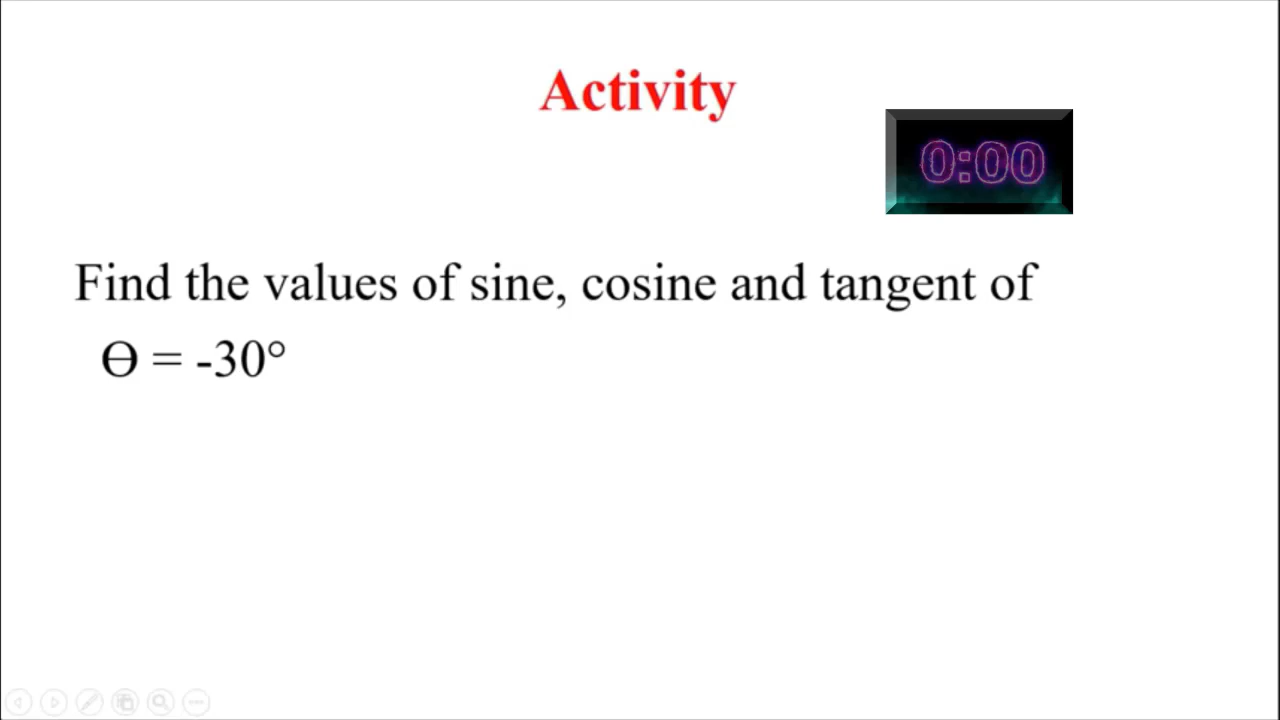 Activity
0:00
Find the values of sine, cosine and tangent of
Ө = -30°